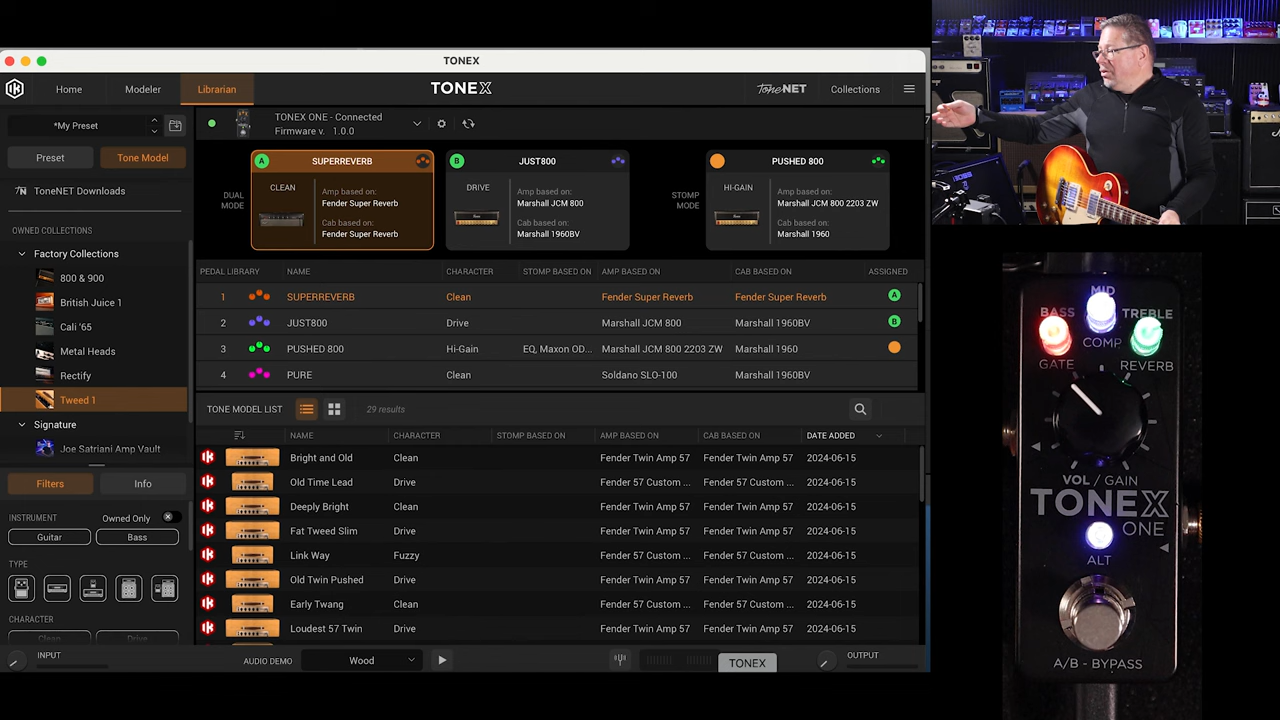 TONEX
Home Modeler Librarian TONEX ToneNET Collections
*My Preset
Preset Tone Model
ToneNET Downloads
OWNED COLLECTIONS
Factory Collections
800 & 900
British Juice 1
Cali '65
Metal Heads
Rectify
Tweed 1
Signature
Joe Satriani Amp Vault
Filters Info
INSTRUMENT Owned Only
Guitar Bass
TYPE
CHARACTER
Clean Drive
INPUT
TONEX ONE - Connected
Firmware v. 1.0.0
DUAL MODE
A SUPERREVERB
CLEAN
Amp based on:
Fender Super Reverb
Cab based on:
Fender Super Reverb
B JUST800
DRIVE
Amp based on:
Marshall JCM 800
Cab based on:
Marshall 1960BV
STOMP MODE
PUSHED 800
HI-GAIN
Amp based on:
Marshall JCM 800 2203 ZW
Cab based on:
Marshall 1960
PEDAL LIBRARY NAME CHARACTER STOMP BASED ON AMP BASED ON CAB BASED ON ASSIGNED
1 SUPERREVERB Clean Fender Super Reverb Fender Super Reverb A
2 JUST800 Drive Marshall JCM 800 Marshall 1960BV B
3 PUSHED 800 Hi-Gain EQ, Maxon OD... Marshall JCM 800 2203 ZW Marshall 1960
4 PURE Clean Soldano SLO-100 Marshall 1960BV
TONE MODEL LIST 29 results
NAME CHARACTER STOMP BASED ON AMP BASED ON CAB BASED ON DATE ADDED
Bright and Old Clean Fender Twin Amp 57 Fender Twin Amp 57 2024-06-15
Old Time Lead Drive Fender 57 Custom ... Fender Twin Amp 57 2024-06-15
Deeply Bright Clean Fender 57 Custom ... Fender 57 Custom ... 2024-06-15
Fat Tweed Slim Drive Fender Twin Amp 57 Fender Twin Amp 57 2024-06-15
Link Way Fuzzy Fender 57 Custom ... Fender Twin Amp 57 2024-06-15
Old Twin Pushed Drive Fender Twin Amp 57 Fender Twin Amp 57 2024-06-15
Early Twang Clean Fender 57 Custom ... Fender 57 Custom ... 2024-06-15
Loudest 57 Twin Drive Fender Twin Amp 57 Fender Twin Amp 57 2024-06-15
AUDIO DEMO Wood TONEX OUTPUT
BASS MID TREBLE
GATE COMP REVERB
VOL / GAIN
TONEX
ONE
ALT
A/B - BYPASS